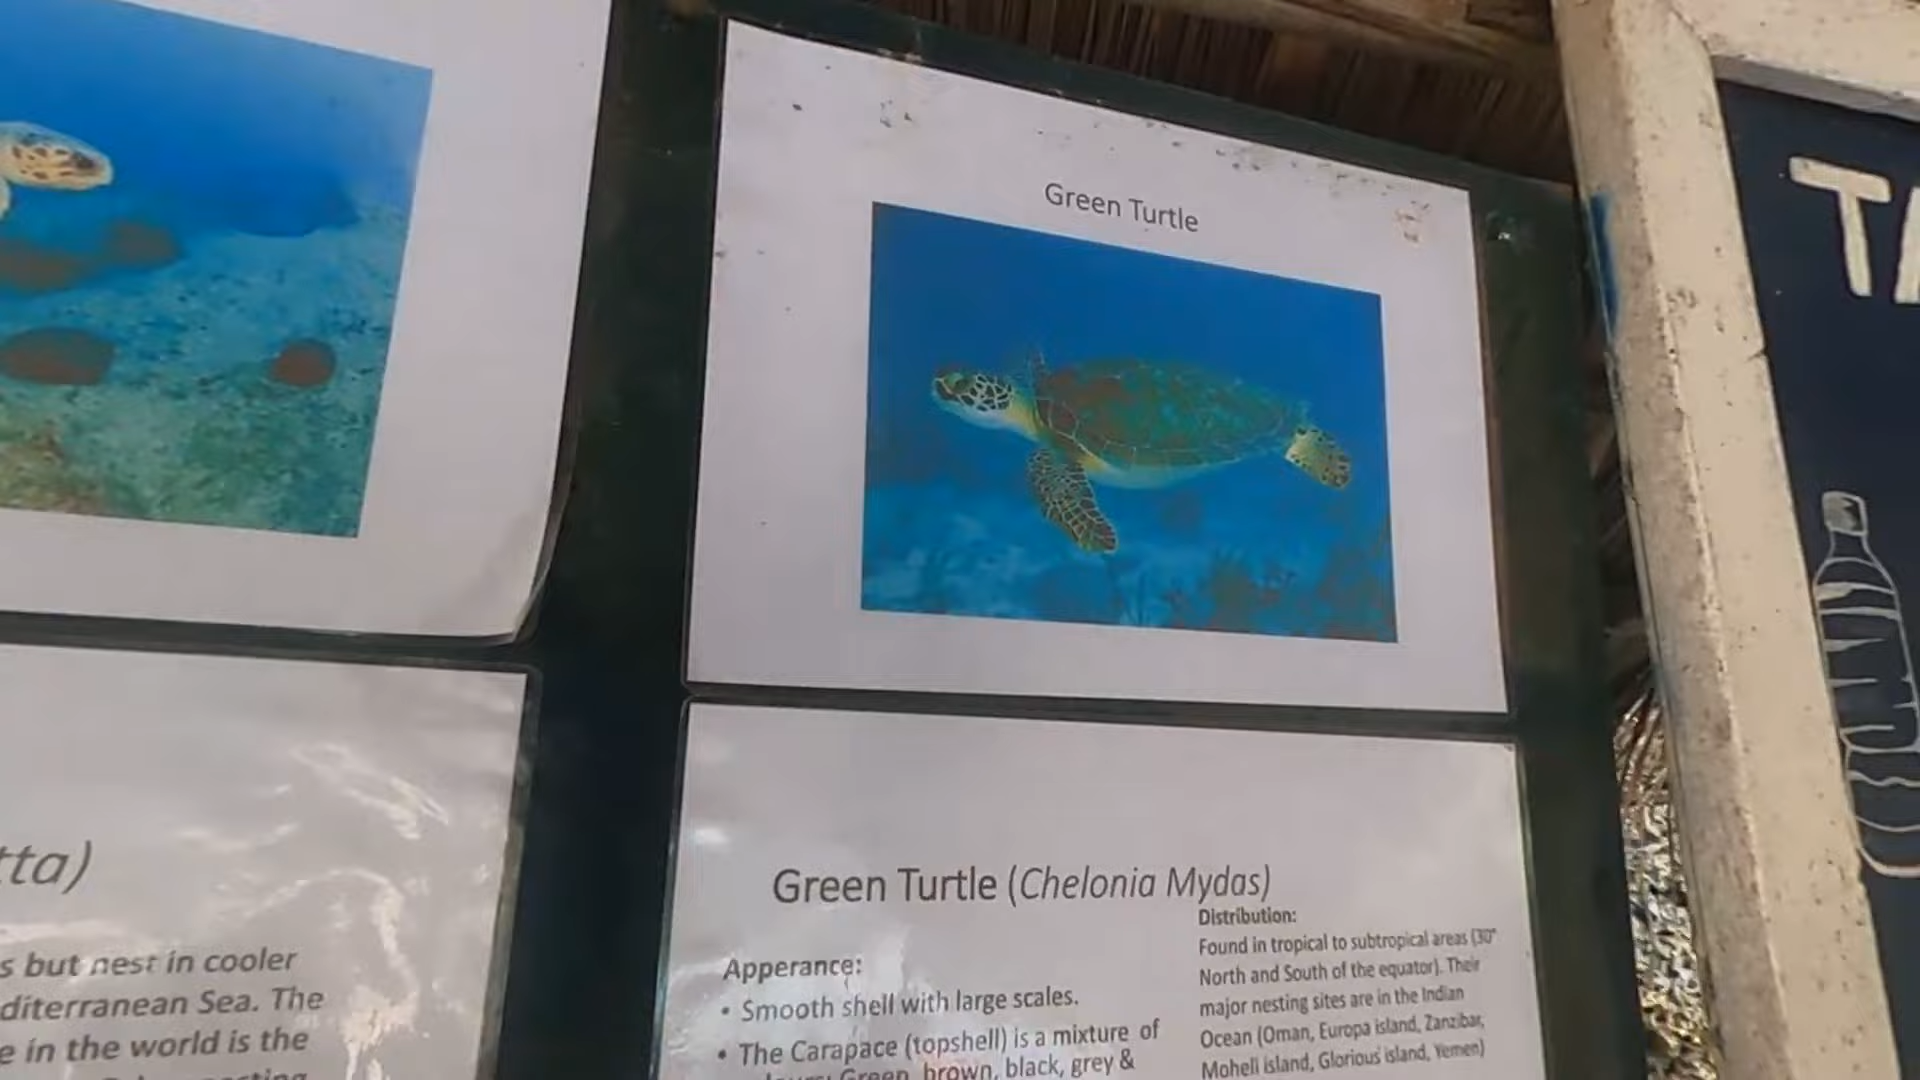 Green Turtle
TA
tta)
s but nest in cooler
diterranean Sea. The
e in the world is the
Green Turtle (Chelonia Mydas)
Apperance:
• Smooth shell with large scales.
• The Carapace (topshell) is a mixture of
Green, brown, black, grey &
Distribution:
Found in tropical to subtropical areas (30°
North and South of the equator). Their
major nesting sites are in the Indian
Ocean (Oman, Europa island, Zanzibar,
Moheli island, Glorious island, Yemen)